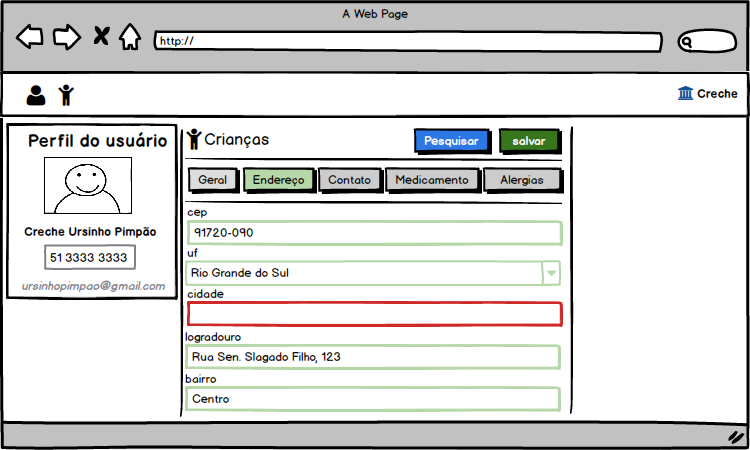 A Web Page
http://
Creche
Perfil do usuário
Creche Ursinho Pimpão
51 3333 3333
ursinhopimpao@gmail.com
Crianças
Pesquisar
salvar
Geral
Endereço
Contato
Medicamento
Alergias
cep
91720-090
uf
Rio Grande do Sul
cidade
logradouro
Rua Sen. Slagado Filho, 123
bairro
Centro